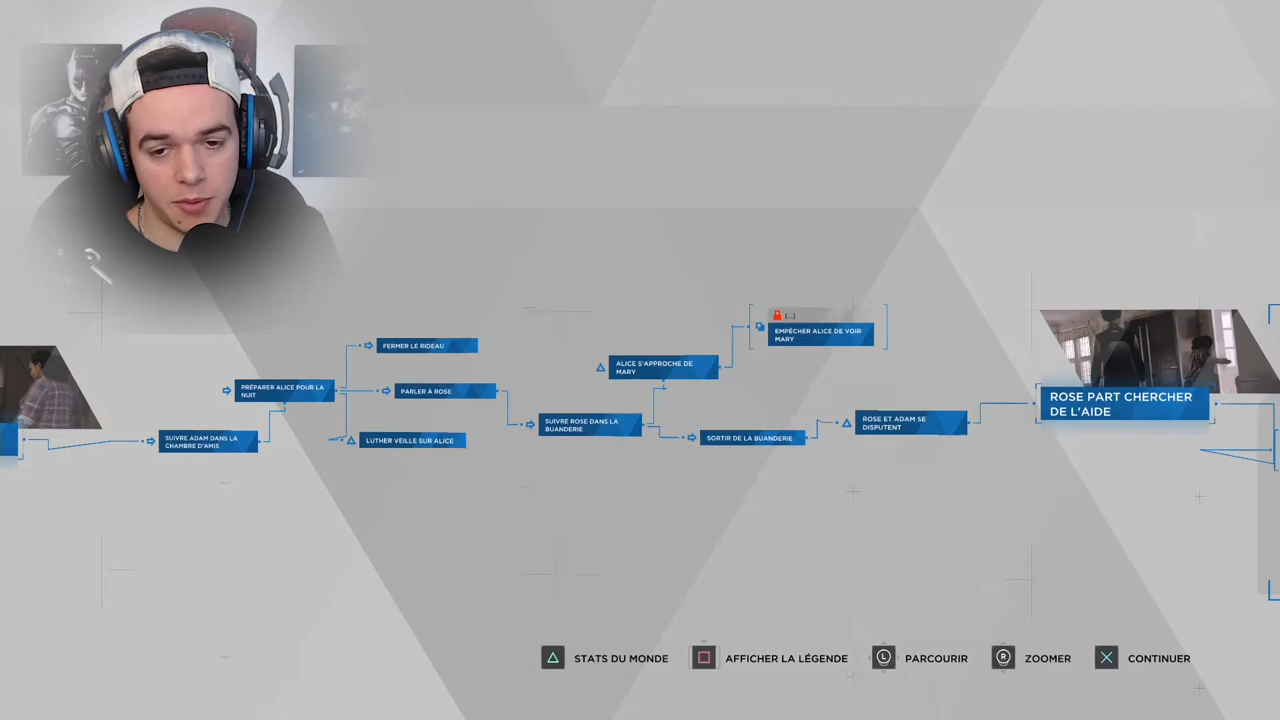 SUIVRE ADAM DANS LA
CHAMBRE D'AMIS
PRÉPARER ALICE POUR LA
NUIT
FERMER LE RIDEAU
PARLER À ROSE
LUTHER VEILLE SUR ALICE
SUIVRE ROSE DANS LA
BUANDERIE
ALICE S'APPROCHE DE
MARY
SORTIR DE LA BUANDERIE
[...]
EMPÊCHER ALICE DE VOIR
MARY
ROSE ET ADAM SE
DISPUTENT
ROSE PART CHERCHER
DE L'AIDE
STATS DU MONDE
AFFICHER LA LÉGENDE
L PARCOURIR
R ZOOMER
CONTINUER